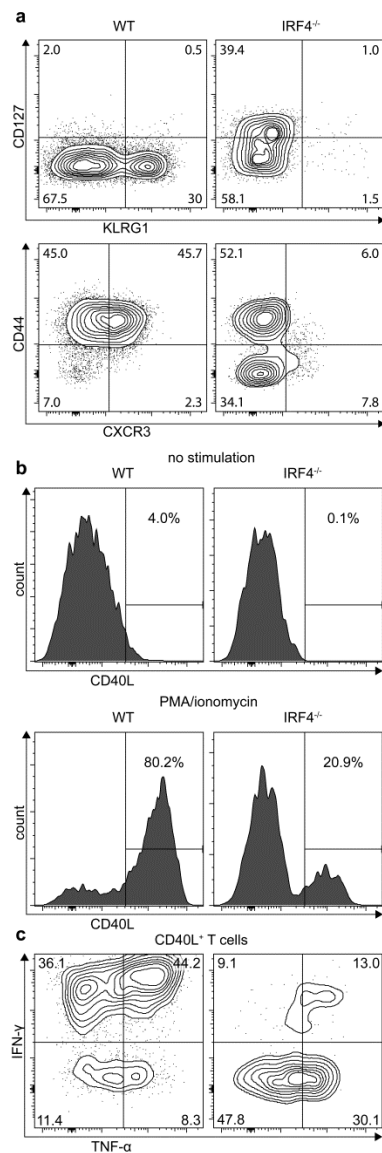 a
WT IRF4-/-
2.0 0.5 39.4 1.0
CD127
67.5 30 58.1 1.5
KLRG1
45.0 45.7 52.1 6.0
CD44
7.0 2.3 34.1 7.8
CXCR3
b
no stimulation
WT IRF4-/-
4.0% 0.1%
count
CD40L
PMA/ionomycin
WT IRF4-/-
80.2% 20.9%
count
CD40L
c
CD40L+ T cells
36.1 44.2 9.1 13.0
IFN-γ
11.4 8.3 47.8 30.1
TNF-α